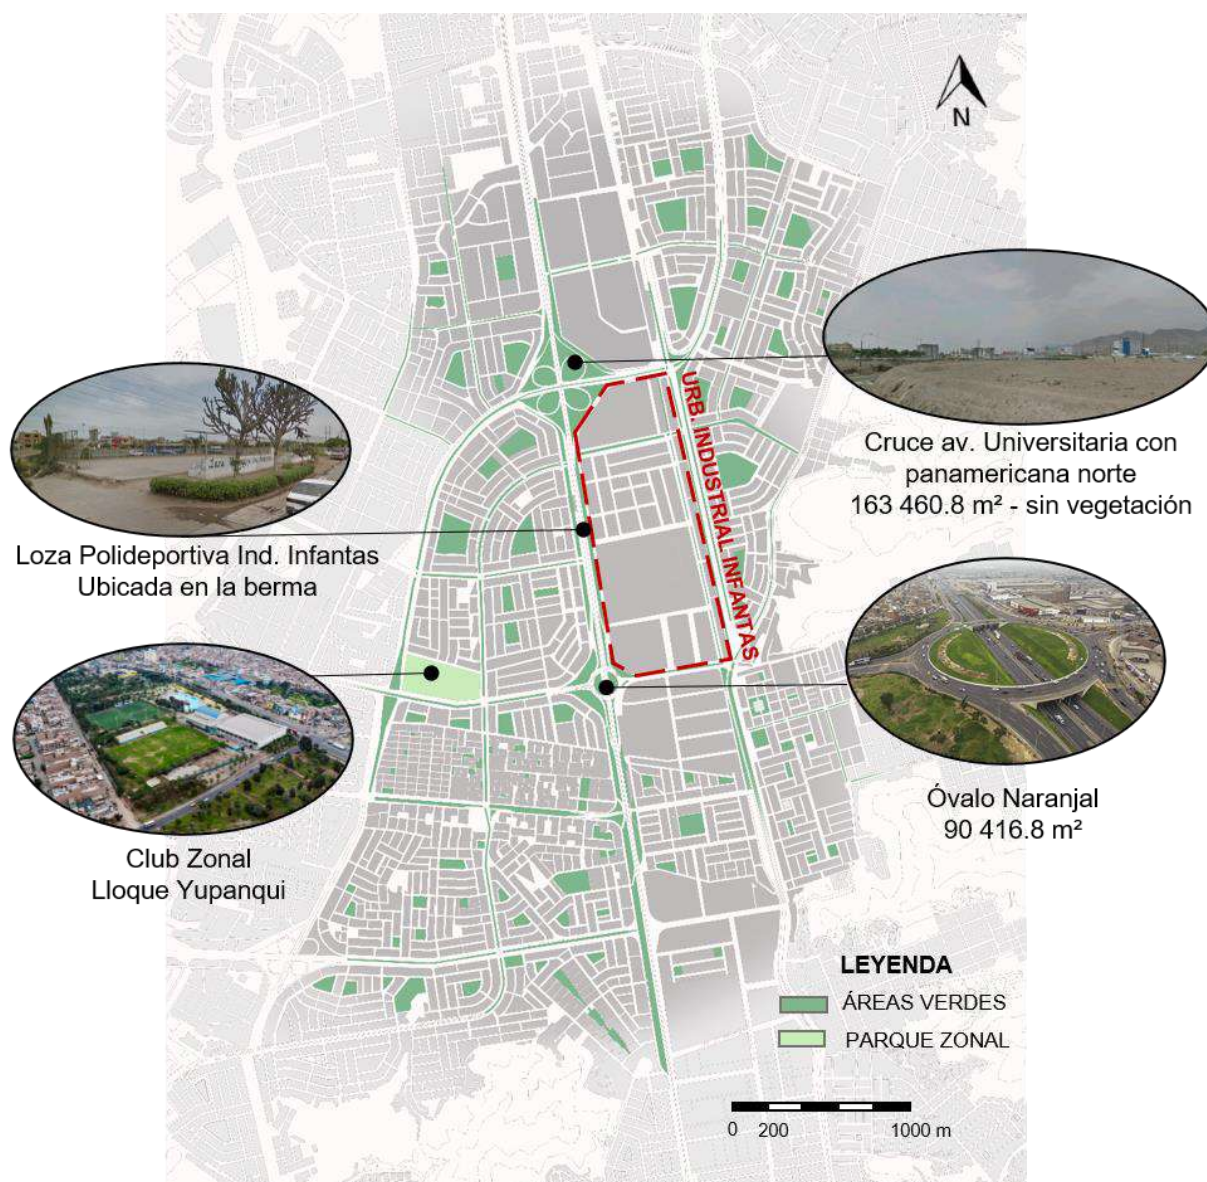 N
URB. INDUSTRIAL INFANTAS
Cruce av. Universitaria con
panamericana norte
163 460.8 m² - sin vegetación
Loza Polideportiva Ind. Infantas
Ubicada en la berma
Óvalo Naranjal
90 416.8 m²
Club Zonal
Lloque Yupanqui
LEYENDA
ÁREAS VERDES
PARQUE ZONAL
0 200 1000 m